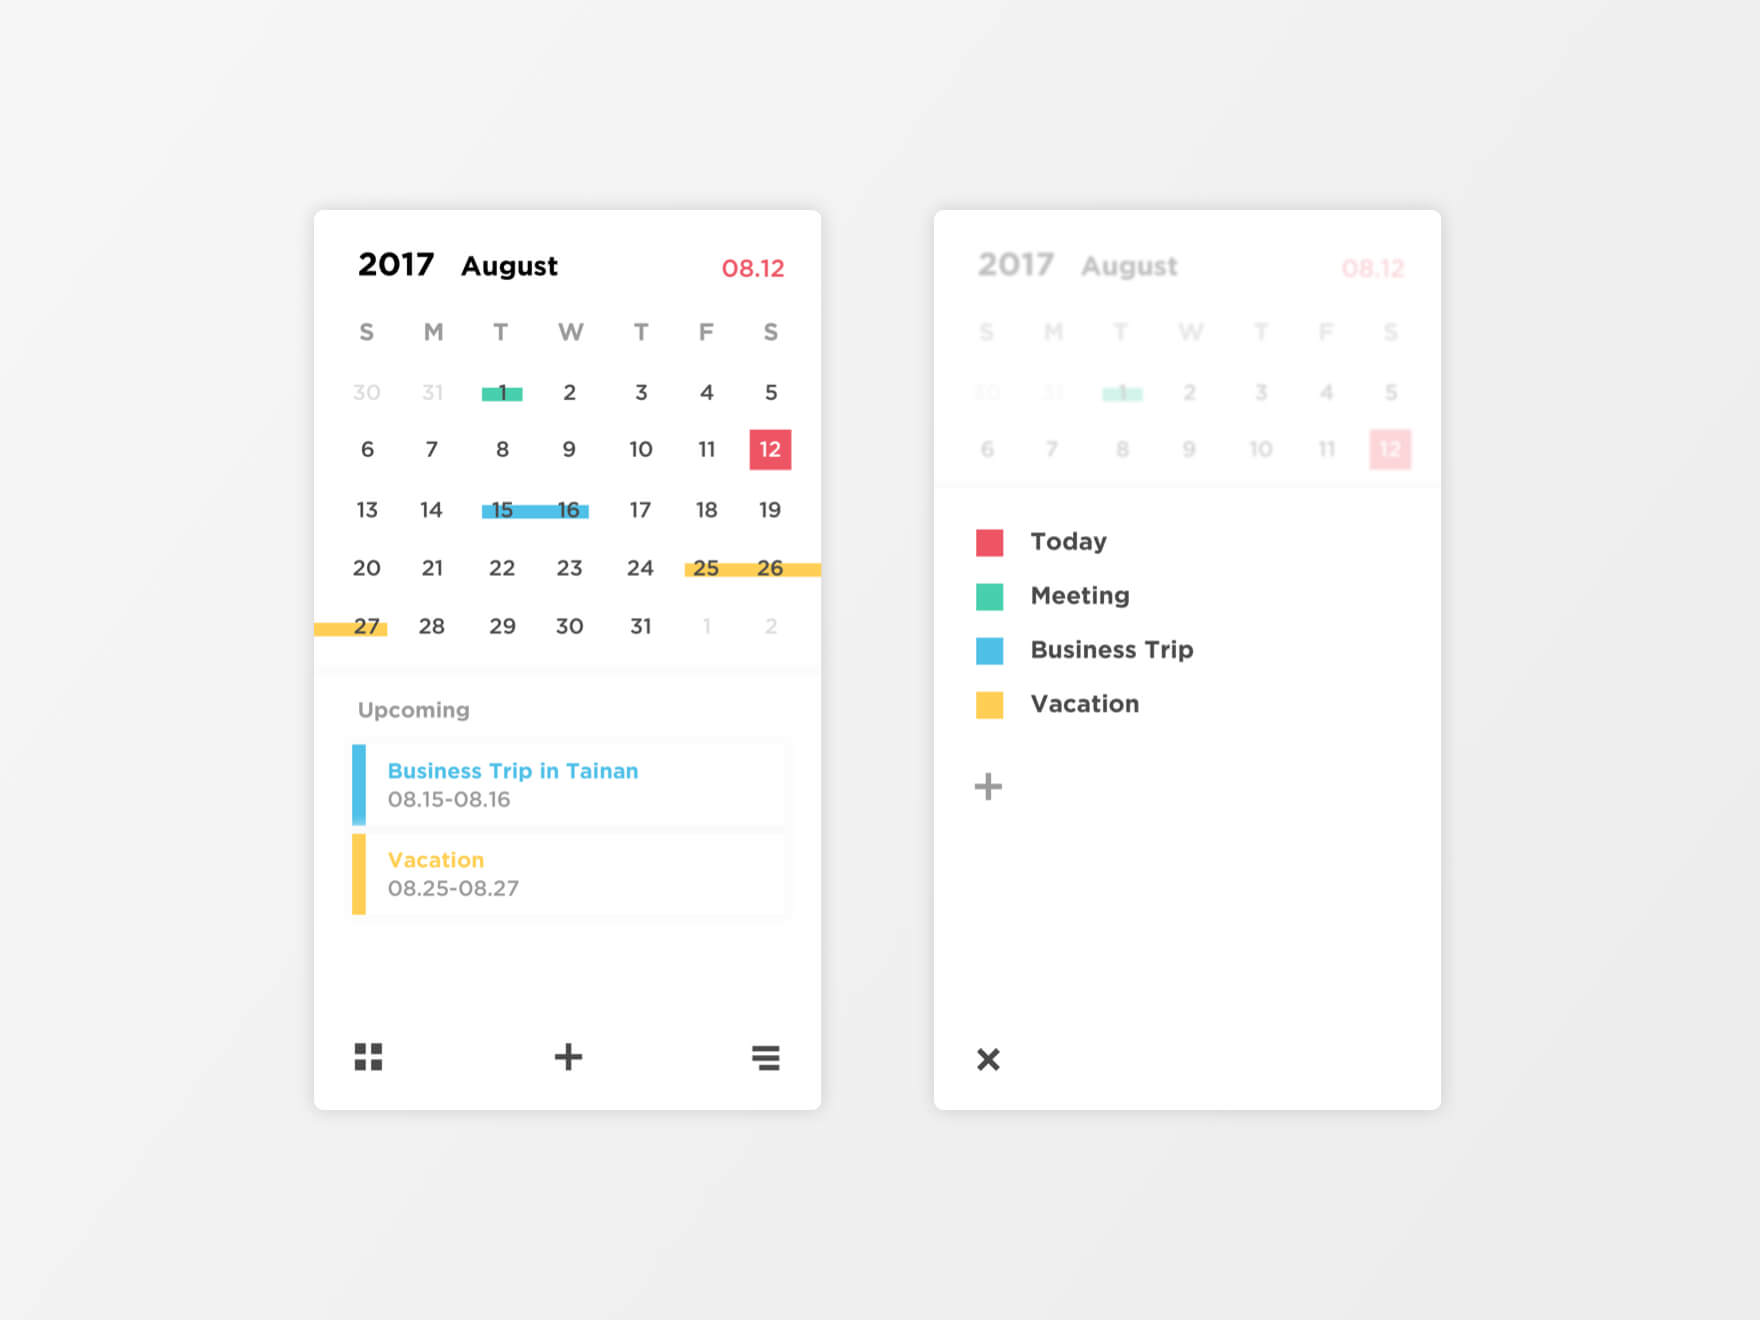 2017 August 08.12
S M T W T F S
30 31 1 2 3 4 5
6 7 8 9 10 11 12
13 14 15 16 17 18 19
20 21 22 23 24 25 26
27 28 29 30 31 1 2
Upcoming
Business Trip in Tainan
08.15-08.16
Vacation
08.25-08.27
2017 August 08.12
S M T W T F S
30 31 1 2 3 4 5
6 7 8 9 10 11 12
Today
Meeting
Business Trip
Vacation